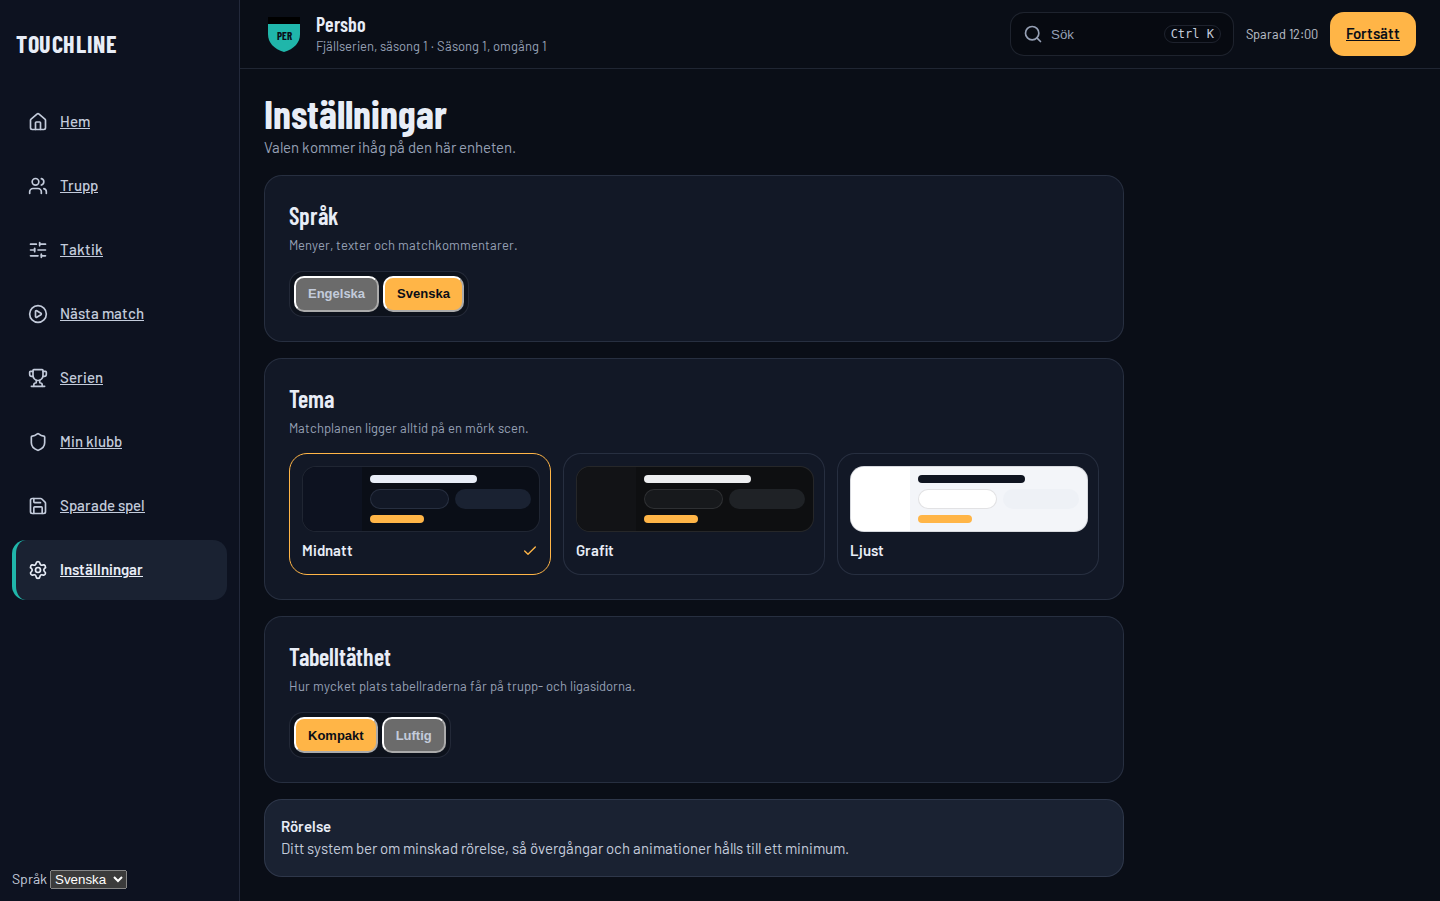 TOUCHLINE
Hem
Trupp
Taktik
Nästa match
Serien
Min klubb
Sparade spel
Inställningar
Språk Svenska
PER
Persbo
Fjällserien, säsong 1 · Säsong 1, omgång 1
Sök Ctrl K
Sparad 12:00
Fortsätt
Inställningar
Valen kommer ihåg på den här enheten.
Språk
Menyer, texter och matchkommentarer.
Engelska Svenska
Tema
Matchplanen ligger alltid på en mörk scen.
Midnatt Grafit Ljust
Tabelltäthet
Hur mycket plats tabellraderna får på trupp- och ligasidorna.
Kompakt Luftig
Rörelse
Ditt system ber om minskad rörelse, så övergångar och animationer hålls till ett minimum.